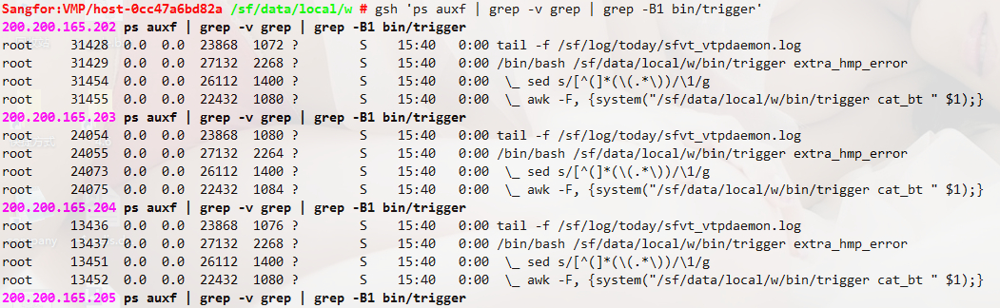 Sangfor:VMP/host-0cc47a6bd82a /sf/data/local/w # gsh 'ps auxf | grep -v grep | grep -B1 bin/trigger'
200.200.165.202 ps auxf | grep -v grep | grep -B1 bin/trigger
root     31428  0.0  0.0  23868  1072 ?        S    15:40   0:00 tail -f /sf/log/today/sfvt_vtpdaemon.log
root     31429  0.0  0.0  27132  2268 ?        S    15:40   0:00 /bin/bash /sf/data/local/w/bin/trigger extra_hmp_error
root     31454  0.0  0.0  26112  1400 ?        S    15:40   0:00  \_ sed s/[^(]*(\(.*\))/\1/g
root     31455  0.0  0.0  22432  1080 ?        S    15:40   0:00  \_ awk -F, {system("/sf/data/local/w/bin/trigger cat_bt " $1);}
200.200.165.203 ps auxf | grep -v grep | grep -B1 bin/trigger
root     24054  0.0  0.0  23868  1080 ?        S    15:40   0:00 tail -f /sf/log/today/sfvt_vtpdaemon.log
root     24055  0.0  0.0  27132  2264 ?        S    15:40   0:00 /bin/bash /sf/data/local/w/bin/trigger extra_hmp_error
root     24073  0.0  0.0  26112  1400 ?        S    15:40   0:00  \_ sed s/[^(]*(\(.*\))/\1/g
root     24075  0.0  0.0  22432  1084 ?        S    15:40   0:00  \_ awk -F, {system("/sf/data/local/w/bin/trigger cat_bt " $1);}
200.200.165.204 ps auxf | grep -v grep | grep -B1 bin/trigger
root     13436  0.0  0.0  23868  1076 ?        S    15:40   0:00 tail -f /sf/log/today/sfvt_vtpdaemon.log
root     13437  0.0  0.0  27132  2268 ?        S    15:40   0:00 /bin/bash /sf/data/local/w/bin/trigger extra_hmp_error
root     13451  0.0  0.0  26112  1400 ?        S    15:40   0:00  \_ sed s/[^(]*(\(.*\))/\1/g
root     13452  0.0  0.0  22432  1080 ?        S    15:40   0:00  \_ awk -F, {system("/sf/data/local/w/bin/trigger cat_bt " $1);}
200.200.165.205 ps auxf | grep -v grep | grep -B1 bin/trigger